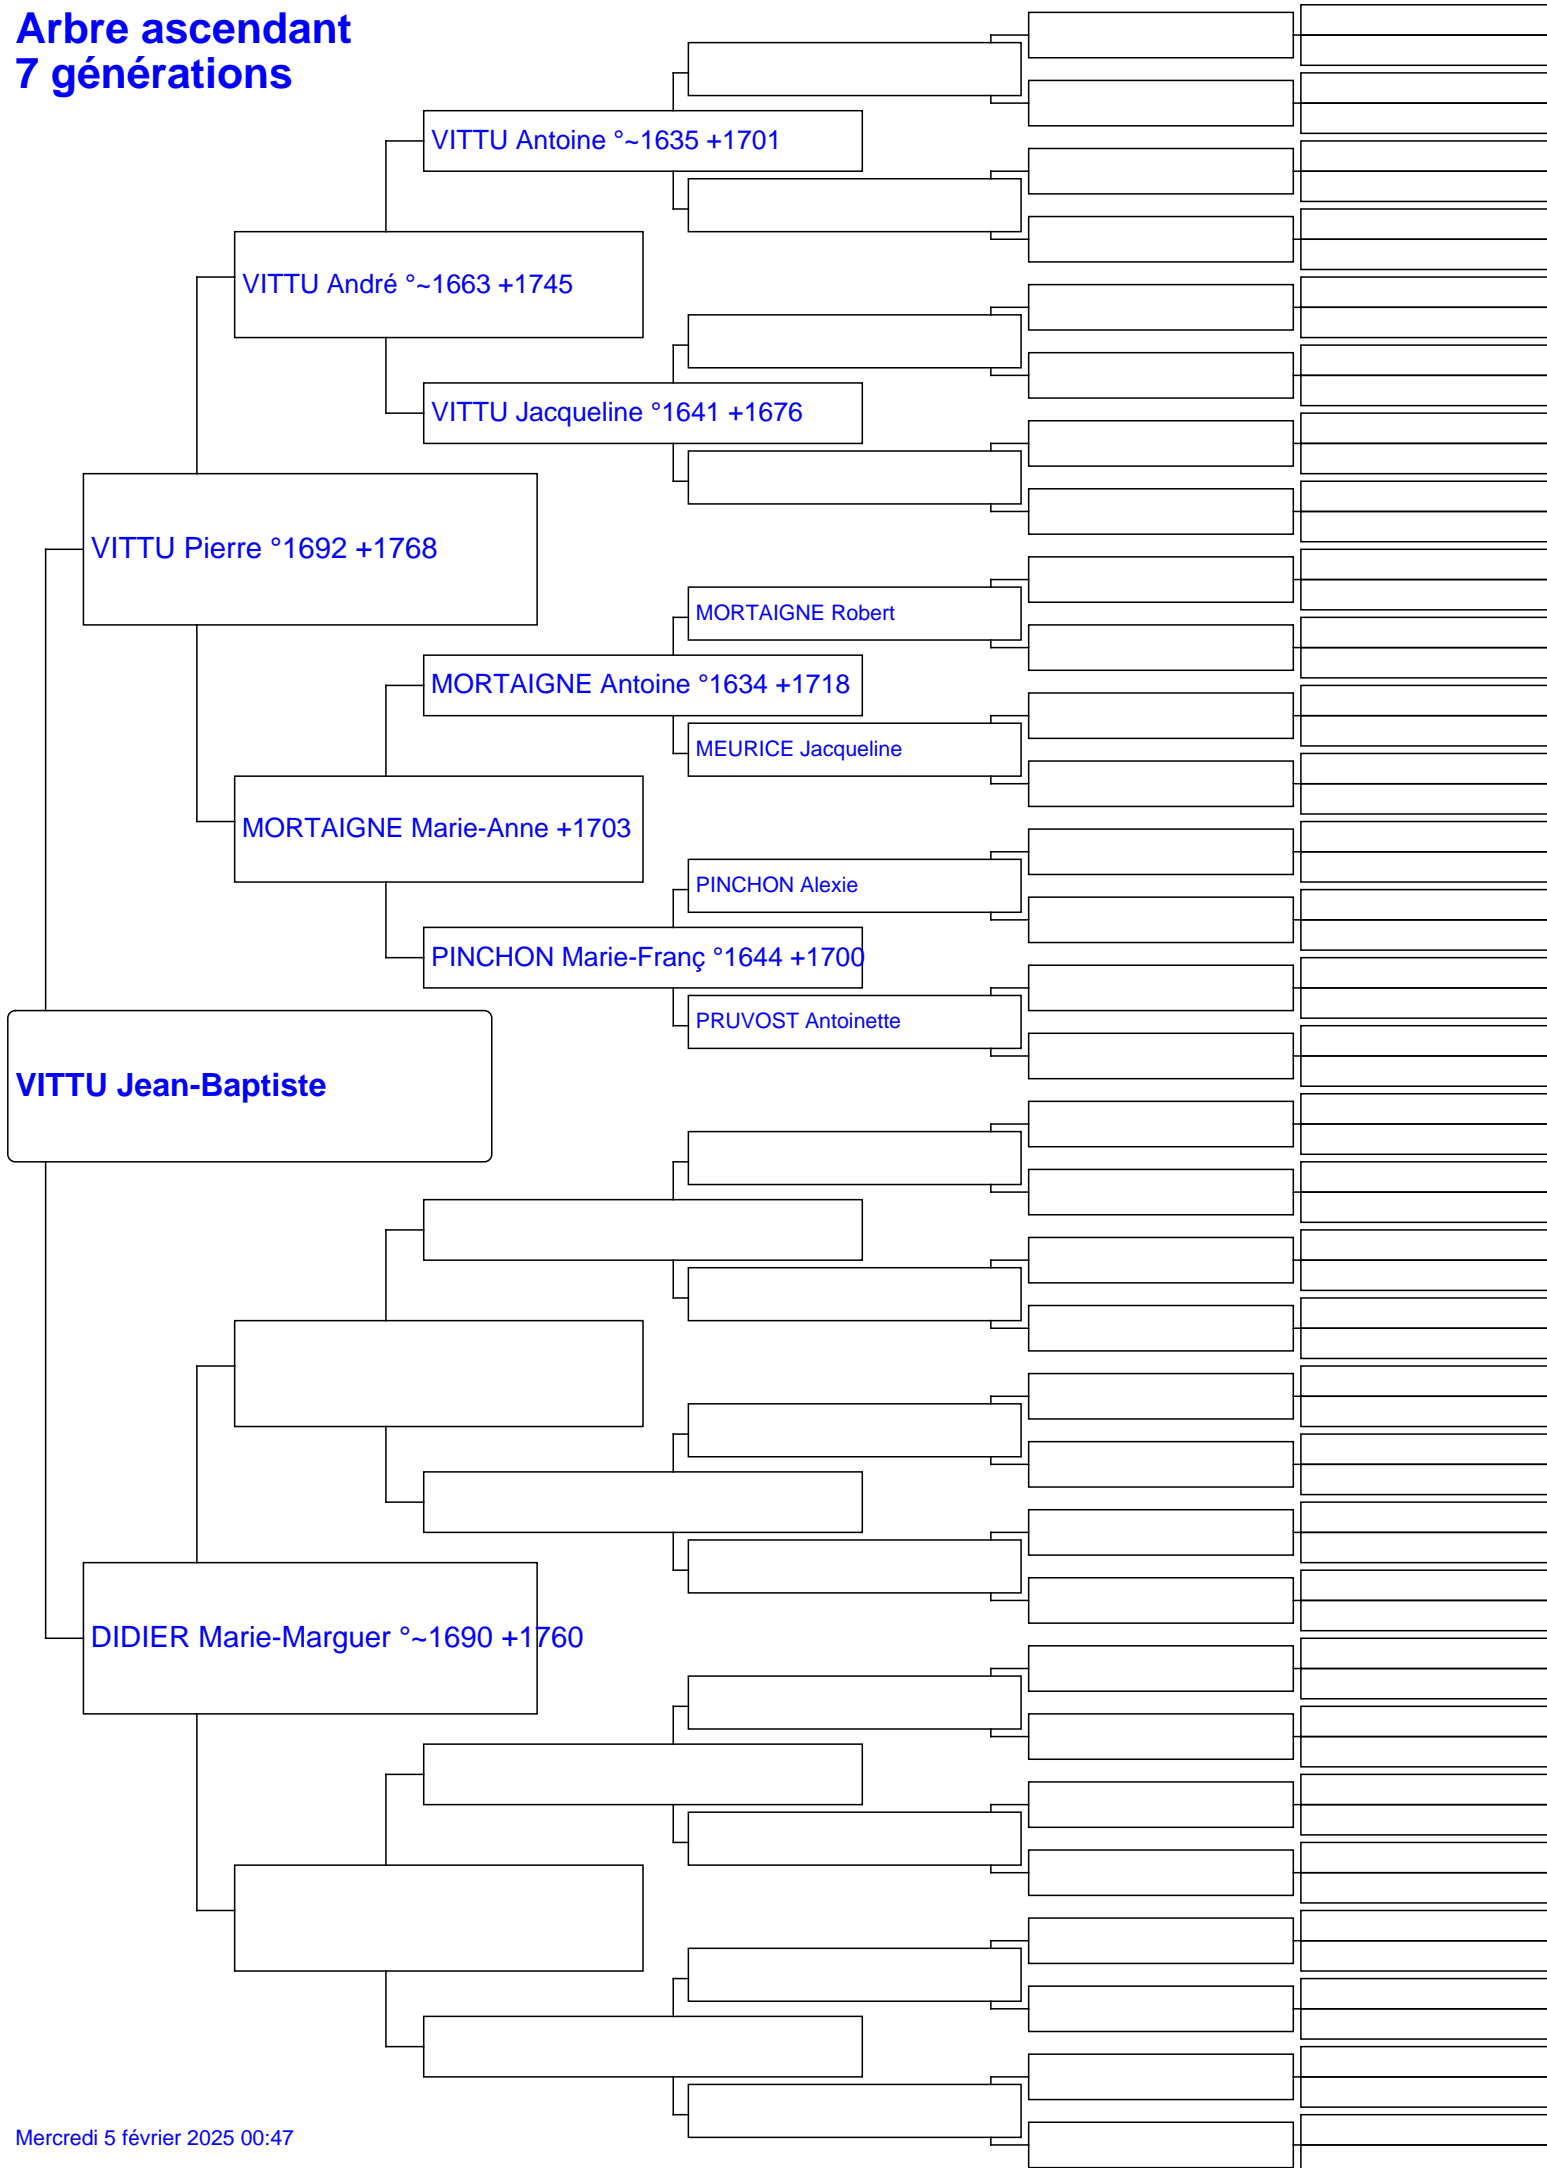 Arbre ascendant
7 générations
VITTU Antoine °~1635 +1701
VITTU André °~1663 +1745
VITTU Jacqueline °1641 +1676
VITTU Pierre °1692 +1768
MORTAIGNE Robert
MORTAIGNE Antoine °1634 +1718
MEURICE Jacqueline
MORTAIGNE Marie-Anne +1703
PINCHON Alexie
PINCHON Marie-Franç °1644 +1700
PRUVOST Antoinette
VITTU Jean-Baptiste
DIDIER Marie-Marguer °~1690 +1760
Mercredi 5 février 2025 00:47